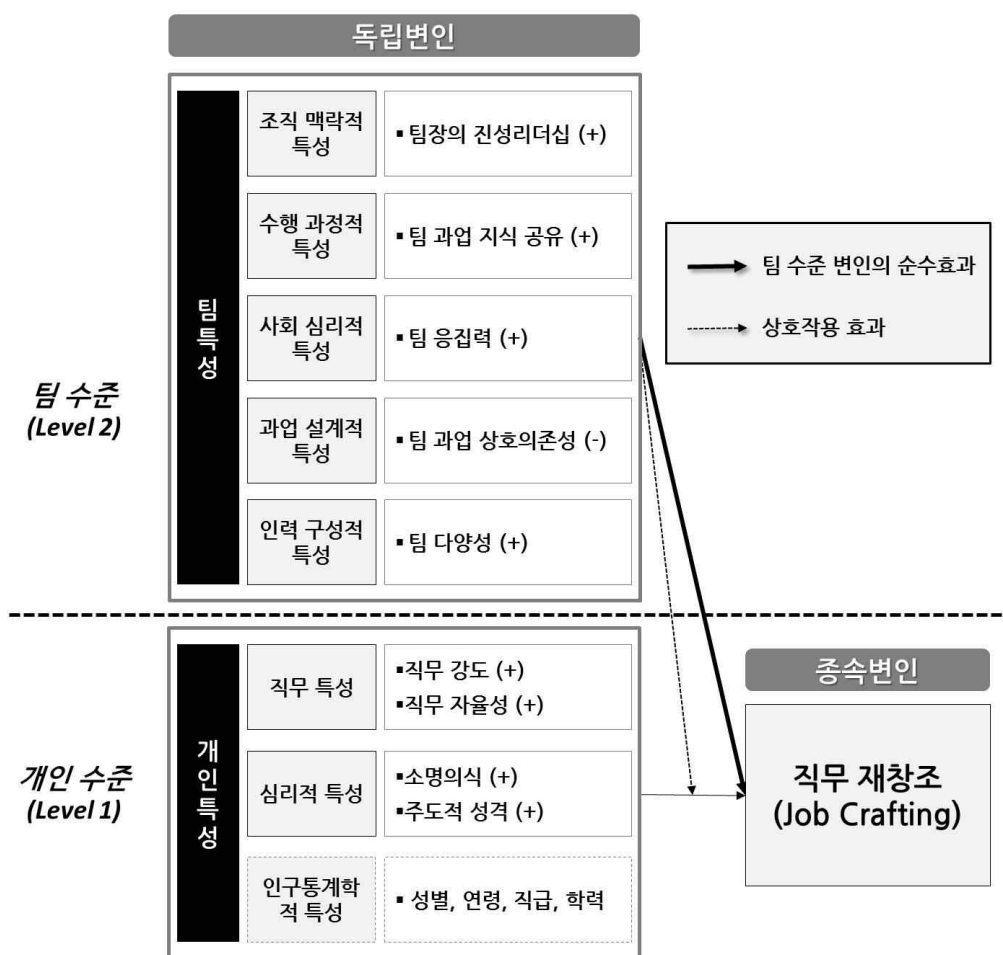 독립변인
팀특성
조직 맥락적
특성
▪ 팀장의 진성리더십 (+)
수행 과정적
특성
▪ 팀 과업 지식 공유 (+)
사회 심리적
특성
▪ 팀 응집력 (+)
과업 설계적
특성
▪ 팀 과업 상호의존성 (-)
인력 구성적
특성
▪ 팀 다양성 (+)
팀 수준
(Level 2)
팀 수준 변인의 순수효과
상호작용 효과
개인 수준
(Level 1)
개인특성
직무 특성
▪직무 강도 (+)
▪직무 자율성 (+)
심리적 특성
▪소명의식 (+)
▪주도적 성격 (+)
인구통계학
적 특성
▪ 성별, 연령, 직급, 학력
종속변인
직무 재창조
(Job Crafting)